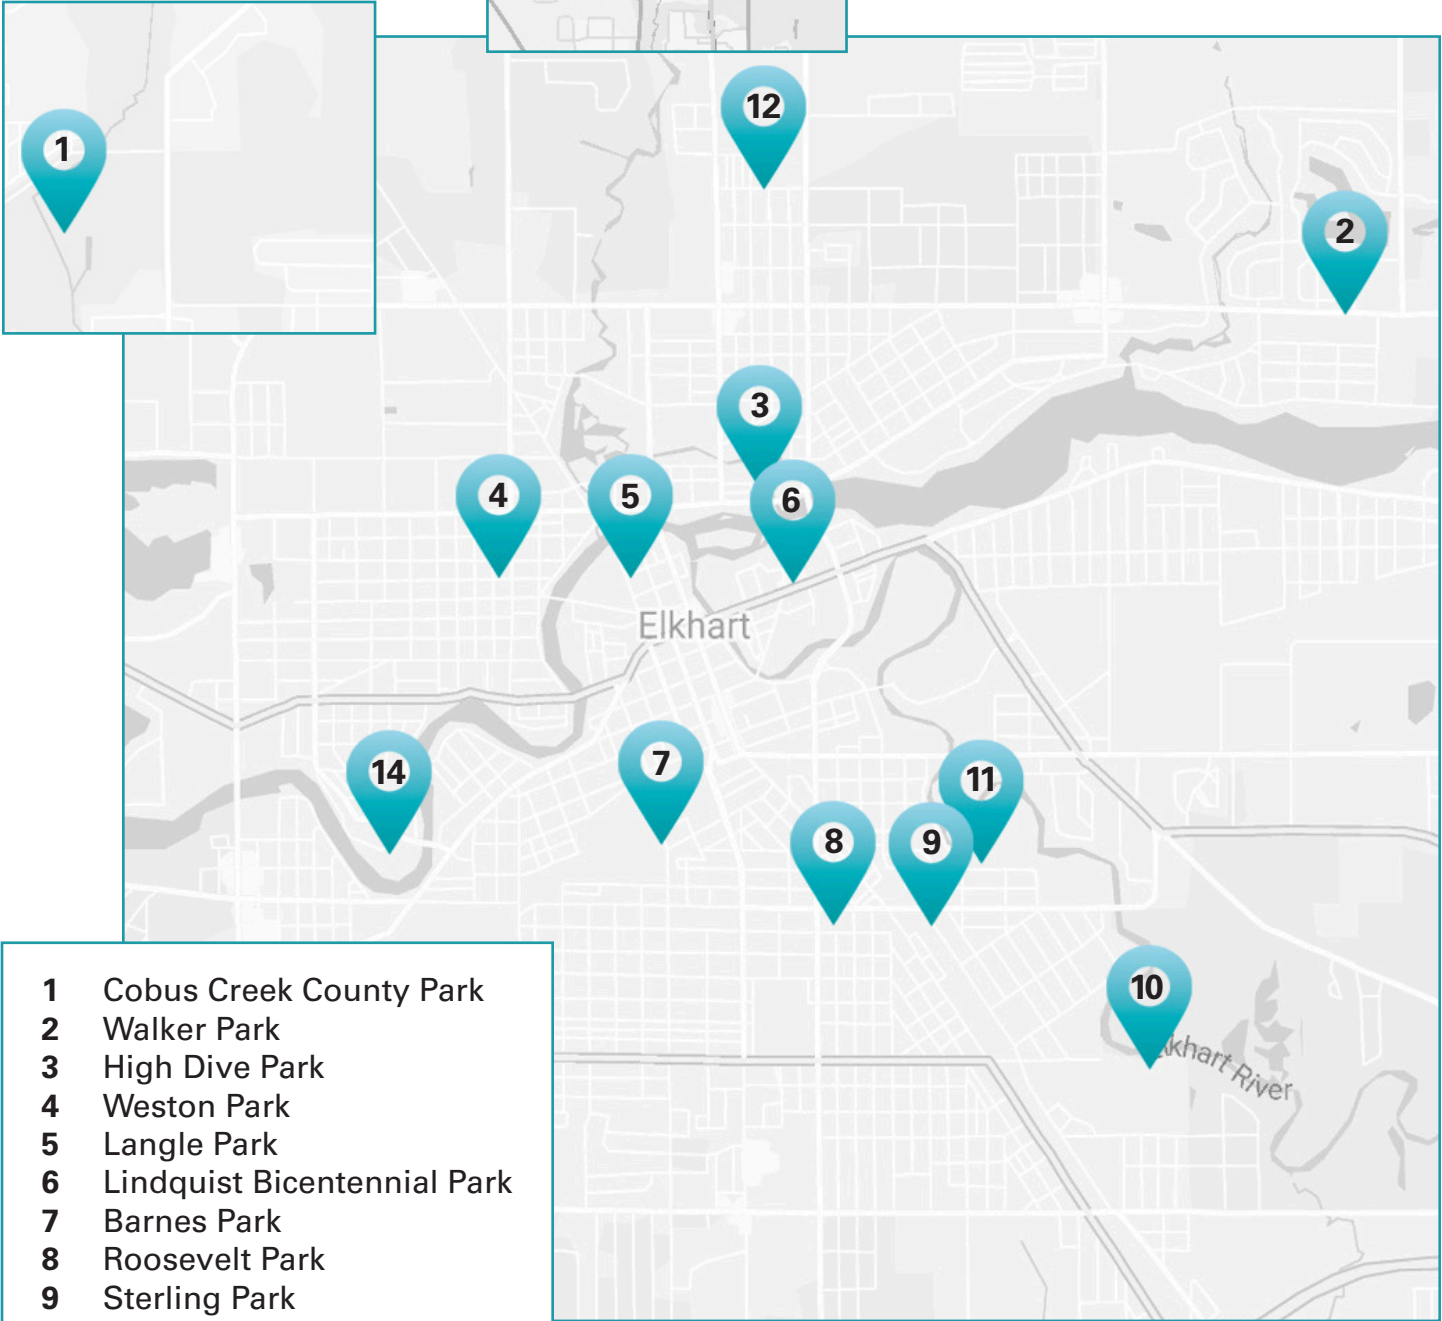 12
1
2
3
4
5
6
Elkhart
14
7
11
8
9
10
khart River
1 Cobus Creek County Park
2 Walker Park
3 High Dive Park
4 Weston Park
5 Langle Park
6 Lindquist Bicentennial Park
7 Barnes Park
8 Roosevelt Park
9 Sterling Park